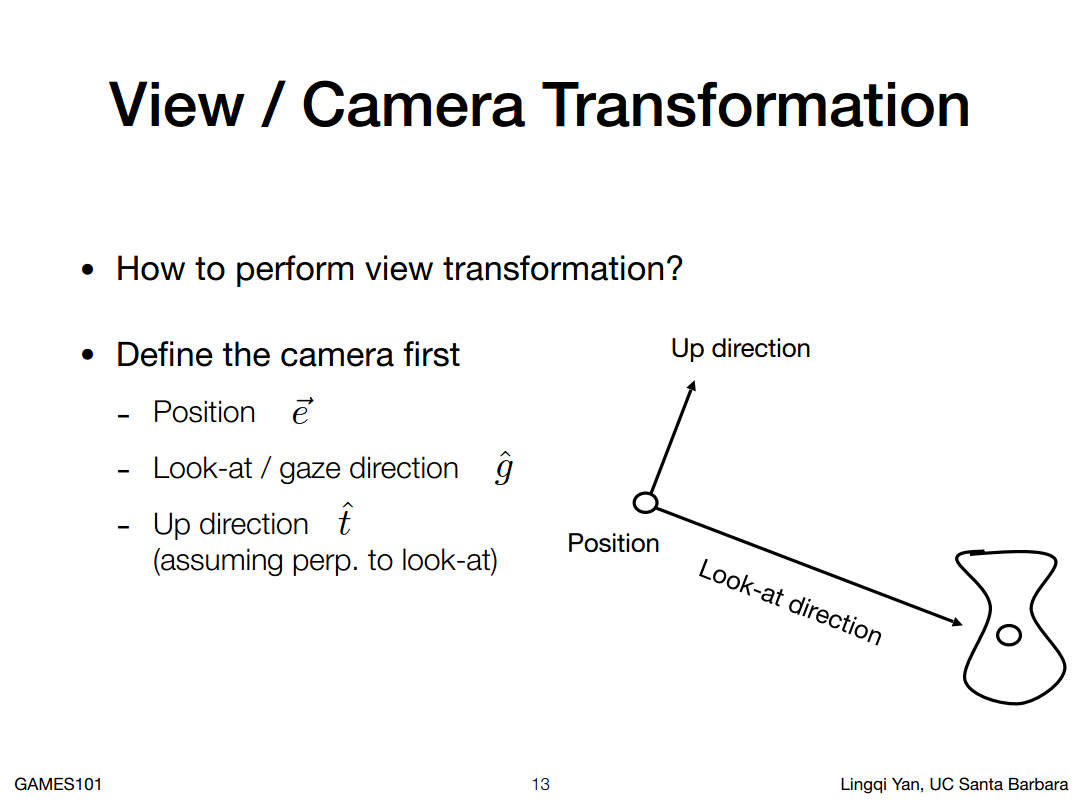 View / Camera Transformation
• How to perform view transformation?
• Define the camera first
- Position $\vec{e}$
- Look-at / gaze direction $\hat{g}$
- Up direction $\hat{t}$
(assuming perp. to look-at)
Up direction
Position
Look-at direction
GAMES101
13
Lingqi Yan, UC Santa Barbara